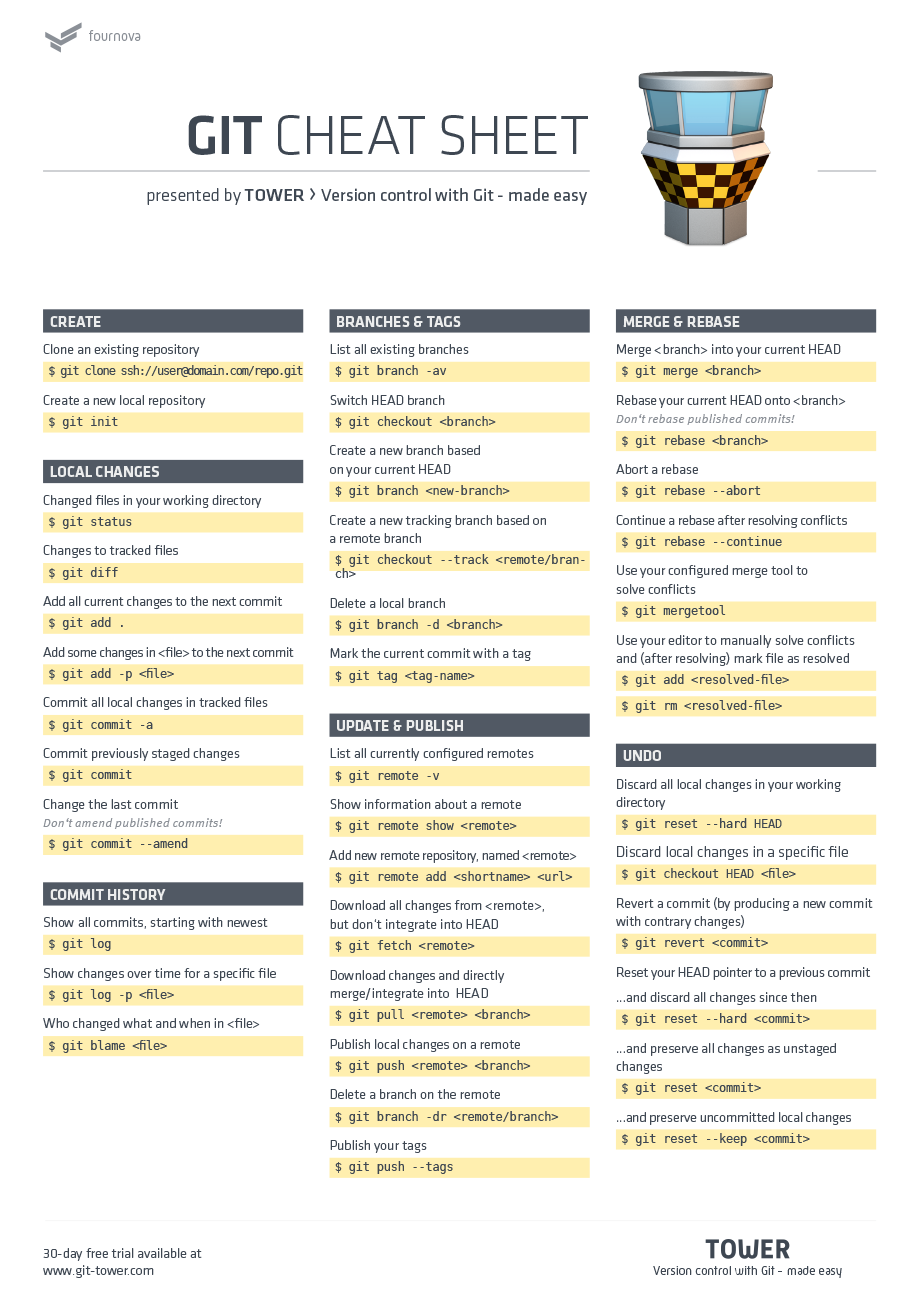 fournova
GIT CHEAT SHEET
presented by TOWER › Version control with Git - made easy
CREATE
Clone an existing repository
$ git clone ssh://user@domain.com/repo.git
Create a new local repository
$ git init
LOCAL CHANGES
Changed files in your working directory
$ git status
Changes to tracked files
$ git diff
Add all current changes to the next commit
$ git add .
Add some changes in <file> to the next commit
$ git add -p <file>
Commit all local changes in tracked files
$ git commit -a
Commit previously staged changes
$ git commit
Change the last commit
Don't amend published commits!
$ git commit --amend
COMMIT HISTORY
Show all commits, starting with newest
$ git log
Show changes over time for a specific file
$ git log -p <file>
Who changed what and when in <file>
$ git blame <file>
BRANCHES & TAGS
List all existing branches
$ git branch -av
Switch HEAD branch
$ git checkout <branch>
Create a new branch based
on your current HEAD
$ git branch <new-branch>
Create a new tracking branch based on
a remote branch
$ git checkout --track <remote/bran-
ch>
Delete a local branch
$ git branch -d <branch>
Mark the current commit with a tag
$ git tag <tag-name>
UPDATE & PUBLISH
List all currently configured remotes
$ git remote -v
Show information about a remote
$ git remote show <remote>
Add new remote repository, named <remote>
$ git remote add <shortname> <url>
Download all changes from <remote>,
but don't integrate into HEAD
$ git fetch <remote>
Download changes and directly
merge/integrate into HEAD
$ git pull <remote> <branch>
Publish local changes on a remote
$ git push <remote> <branch>
Delete a branch on the remote
$ git branch -dr <remote/branch>
Publish your tags
$ git push --tags
MERGE & REBASE
Merge <branch> into your current HEAD
$ git merge <branch>
Rebase your current HEAD onto <branch>
Don't rebase published commits!
$ git rebase <branch>
Abort a rebase
$ git rebase --abort
Continue a rebase after resolving conflicts
$ git rebase --continue
Use your configured merge tool to
solve conflicts
$ git mergetool
Use your editor to manually solve conflicts
and (after resolving) mark file as resolved
$ git add <resolved-file>
$ git rm <resolved-file>
UNDO
Discard all local changes in your working
directory
$ git reset --hard HEAD
Discard local changes in a specific file
$ git checkout HEAD <file>
Revert a commit (by producing a new commit
with contrary changes)
$ git revert <commit>
Reset your HEAD pointer to a previous commit
...and discard all changes since then
$ git reset --hard <commit>
...and preserve all changes as unstaged
changes
$ git reset <commit>
...and preserve uncommitted local changes
$ git reset --keep <commit>
30-day free trial available at
www.git-tower.com
TOWER
Version control with Git - made easy